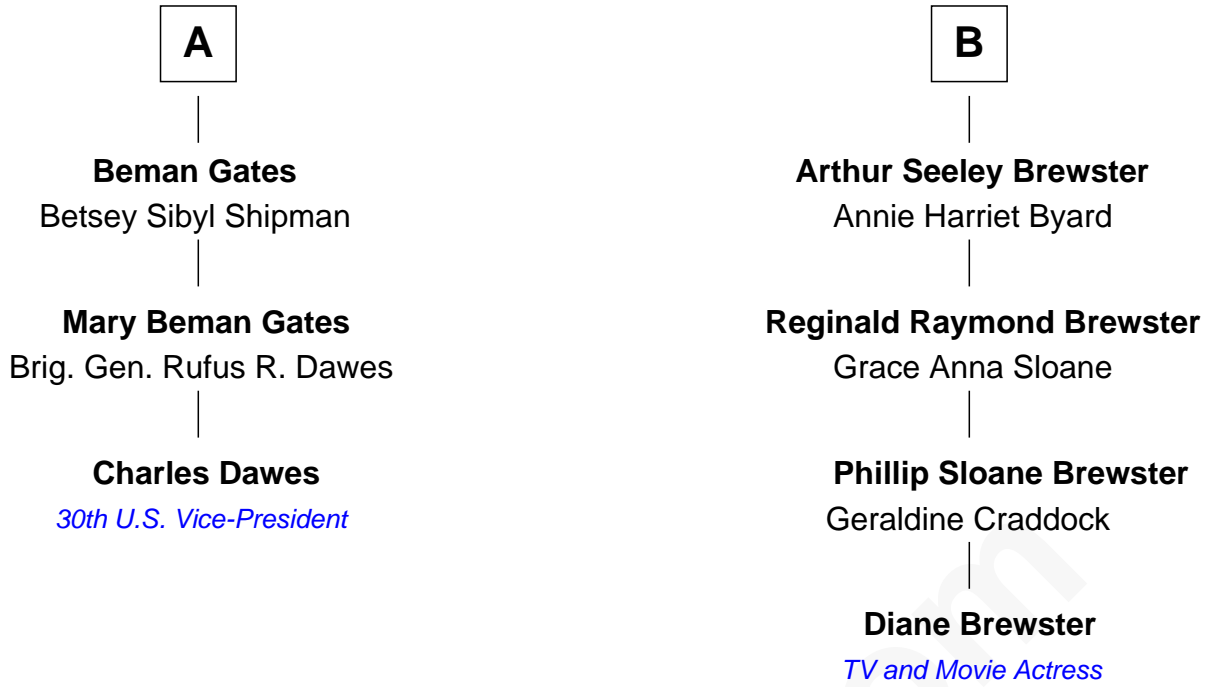 A
Beman Gates
Betsey Sibyl Shipman
Mary Beman Gates
Brig. Gen. Rufus R. Dawes
Charles Dawes
30th U.S. Vice-President
B
Arthur Seeley Brewster
Annie Harriet Byard
Reginald Raymond Brewster
Grace Anna Sloane
Phillip Sloane Brewster
Geraldine Craddock
Diane Brewster
TV and Movie Actress